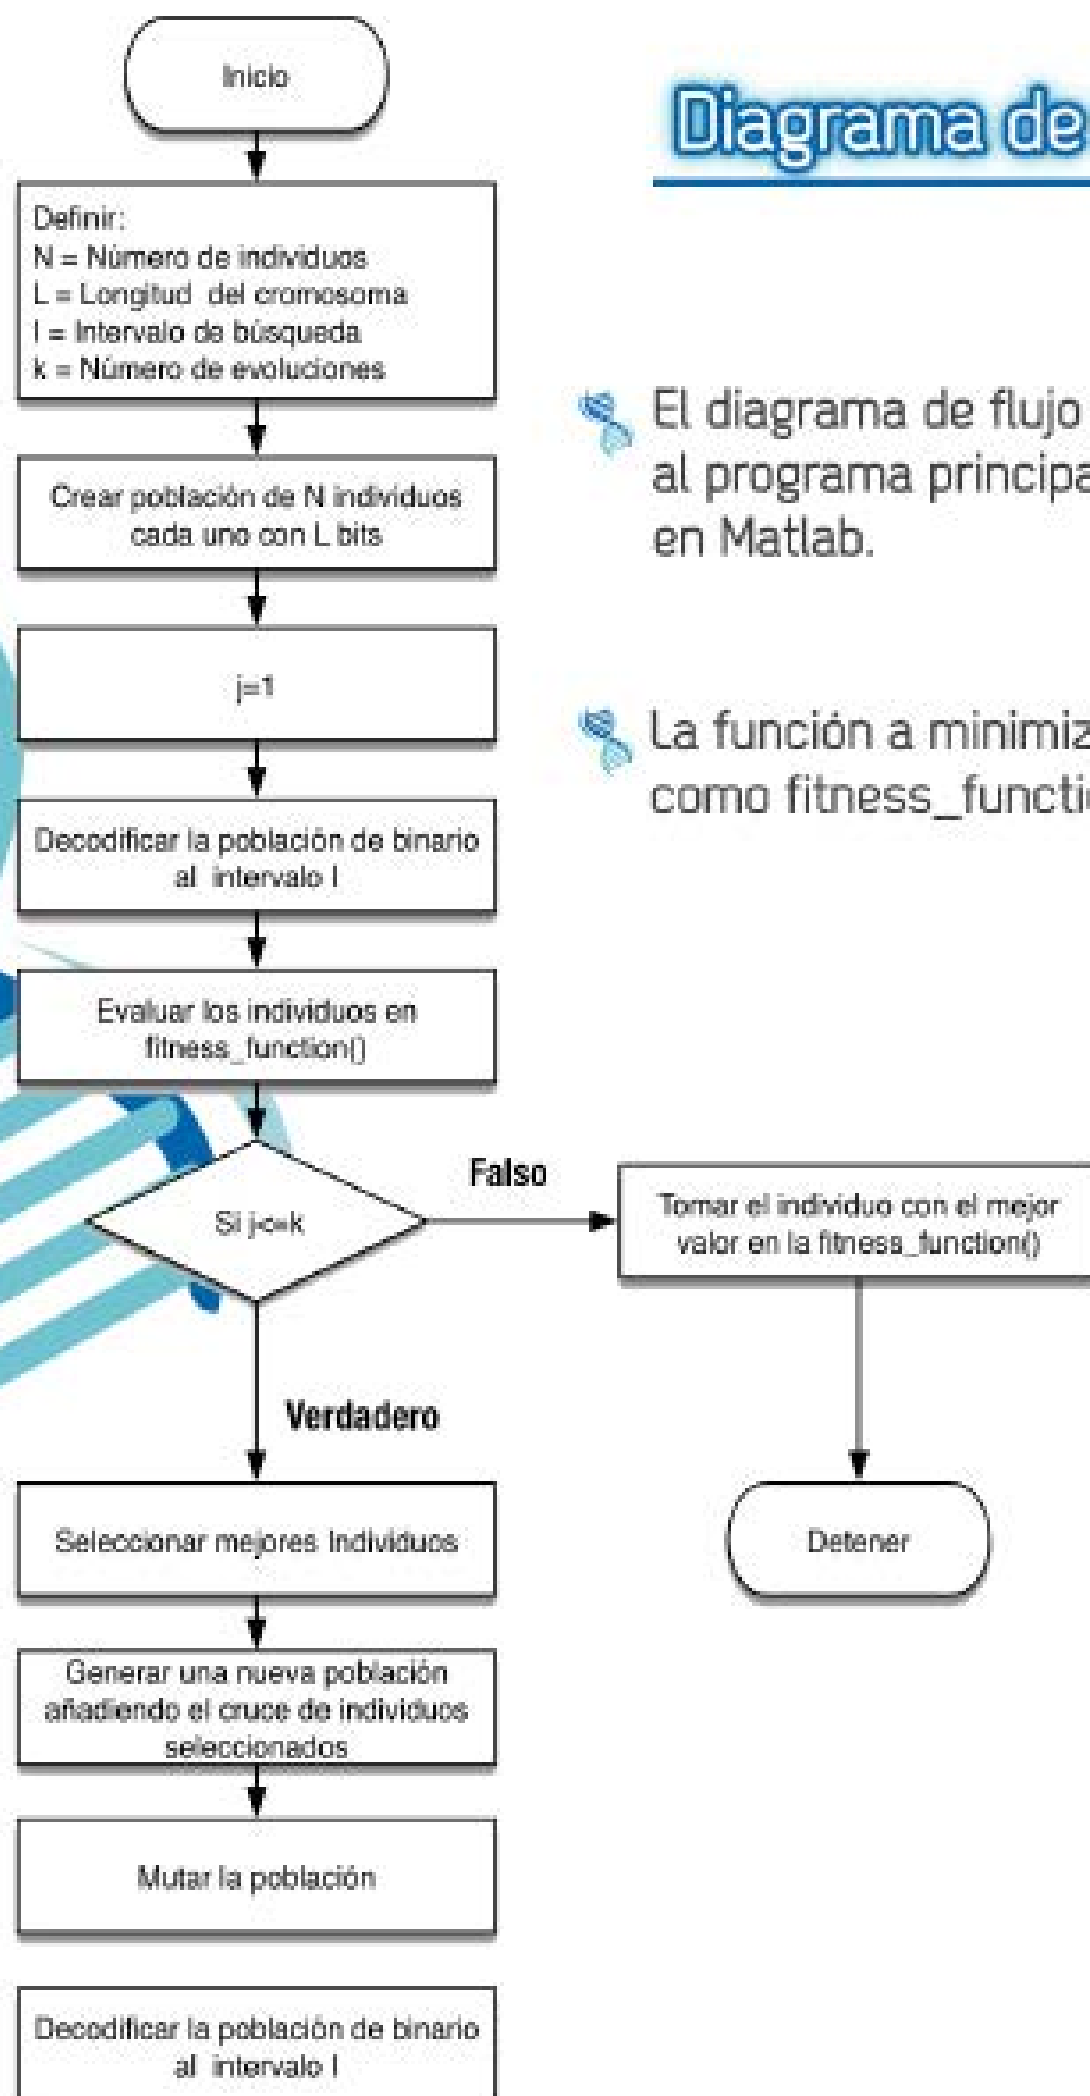 Inicio
Diagrama de
Definir:
N = Número de individuos
L = Longitud del cromosoma
I = Intervalo de búsqueda
k = Número de evoluciones
El diagrama de flujo
al programa principa
en Matlab.
Crear población de N individuos
cada uno con L bits
j=1
La función a minimiz
como fitness_functi
Decodificar la población de binario
al intervalo I
Evaluar los individuos en
fitness_function()
Si j<=k
Falso
Tomar el individuo con el mejor
valor en la fitness_function()
Verdadero
Seleccionar mejores Individuos
Detener
Generar una nueva población
añadiendo el cruce de individuos
seleccionados
Mutar la población
Decodificar la población de binario
al intervalo I